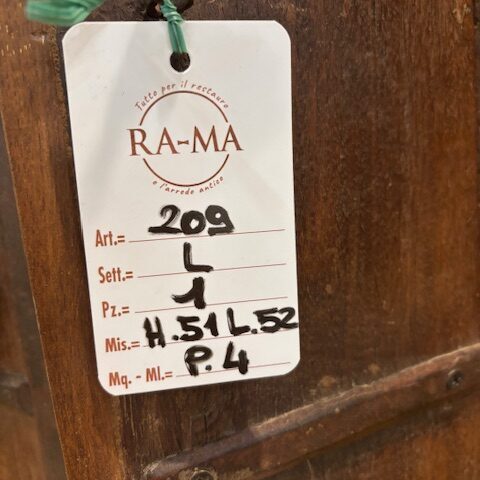 Tutto per il restauro
RA-MA
e l'arredo antico
Art.= 209
Sett.= L
Pz.= 1
Mis.= H.51 L.52
Mq. - Ml.= P.4